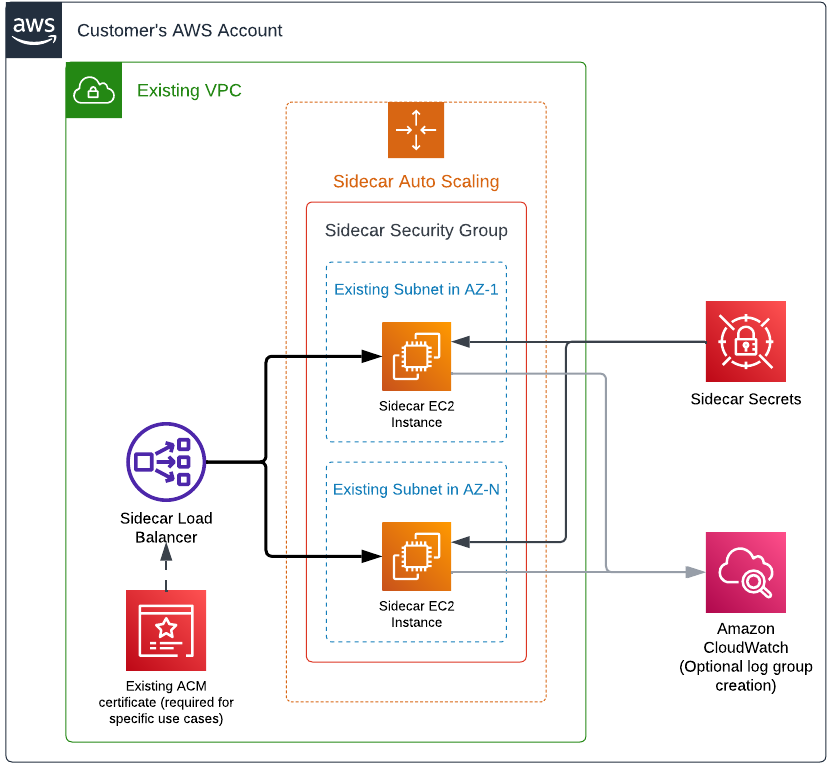 aws
Customer's AWS Account
Existing VPC
Sidecar Auto Scaling
Sidecar Security Group
Existing Subnet in AZ-1
Sidecar EC2
Instance
Sidecar Secrets
Existing Subnet in AZ-N
Sidecar Load
Balancer
Sidecar EC2
Instance
Existing ACM
certificate (required for
specific use cases)
Amazon
CloudWatch
(Optional log group
creation)